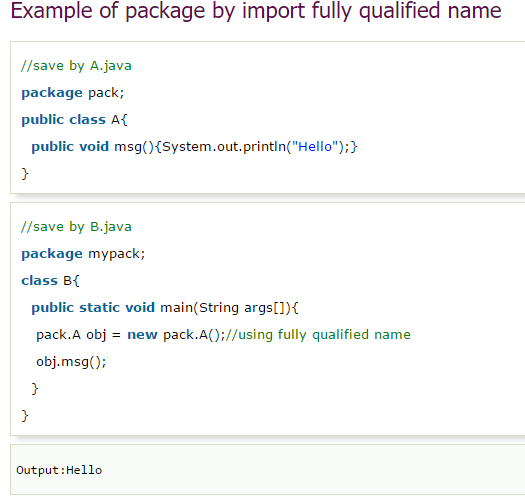 Example of package by import fully qualified name
//save by A.java
package pack;
public class A{
  public void msg(){System.out.println("Hello");}
}
//save by B.java
package mypack;
class B{
  public static void main(String args[]){
   pack.A obj = new pack.A();//using fully qualified name
   obj.msg();
  }
}
Output:Hello